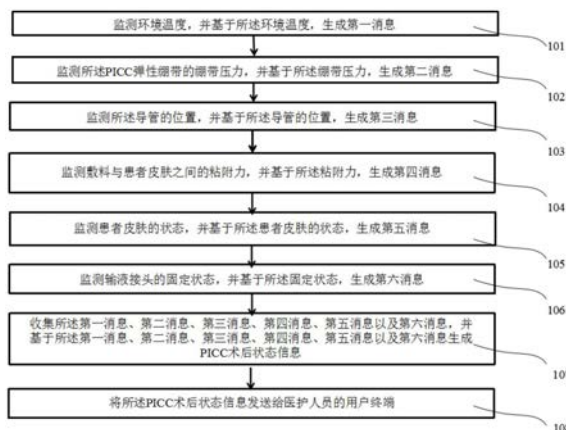 监测环境温度，并基于所述环境温度，生成第一消息
101
监测所述PICC弹性绷带的绷带压力，并基于所述绷带压力，生成第二消息
102
监测所述导管的位置，并基于所述导管的位置，生成第三消息
103
监测敷料与患者皮肤之间的粘附力，并基于所述粘附力，生成第四消息
104
监测患者皮肤的状态，并基于所述患者皮肤的状态，生成第五消息
105
监测输液接头的固定状态，并基于所述固定状态，生成第六消息
106
收集所述第一消息、第二消息、第三消息、第四消息、第五消息以及第六消息，并
基于所述第一消息、第二消息、第三消息、第四消息、第五消息以及第六消息生成
PICC术后状态信息
将所述PICC术后状态信息发送给医护人员的用户终端